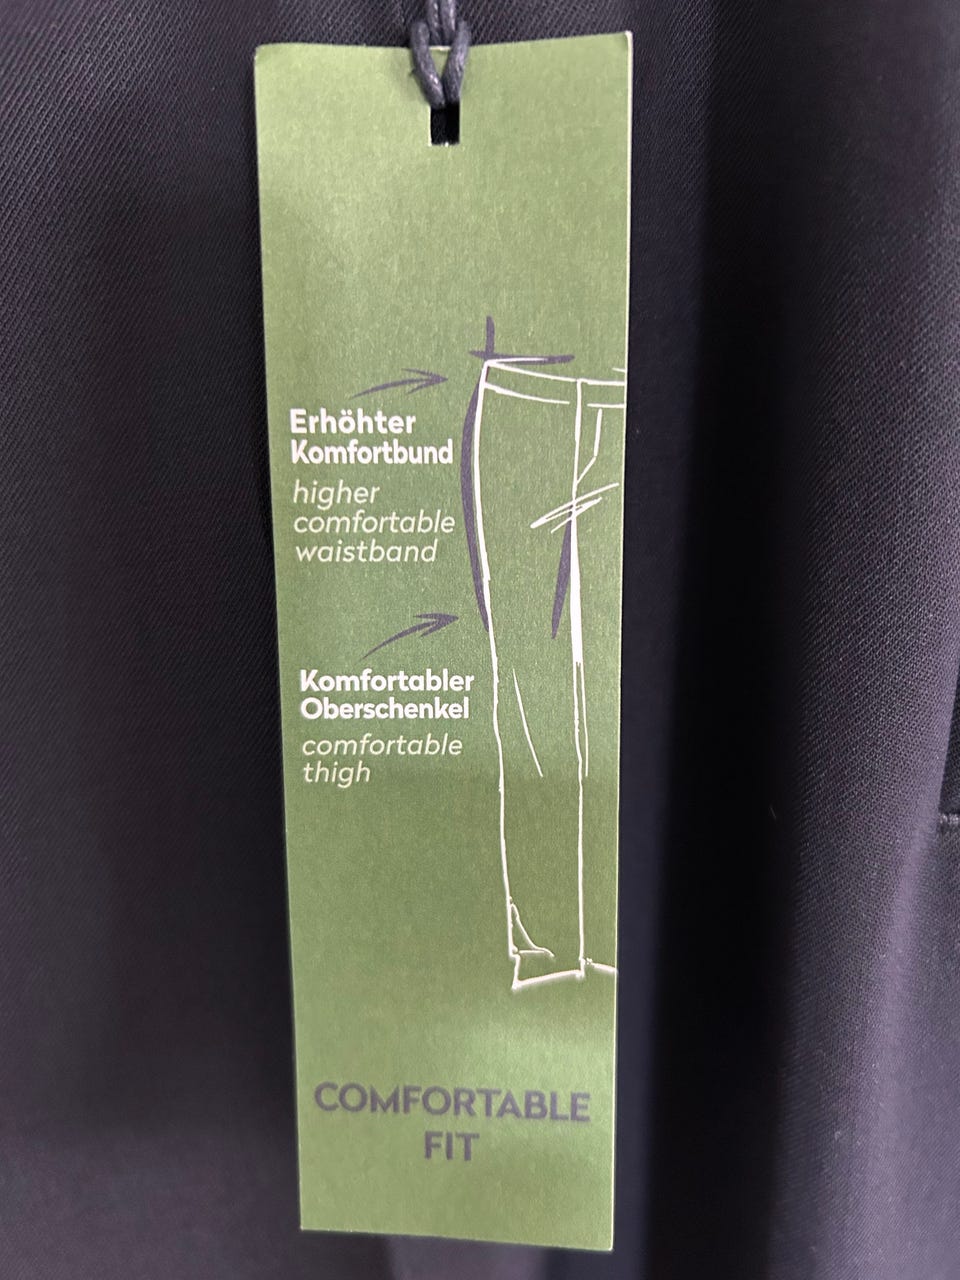 Erhöhter
Komfortbund
higher
comfortable
waistband
Komfortabler
Oberschenkel
comfortable
thigh
COMFORTABLE
FIT